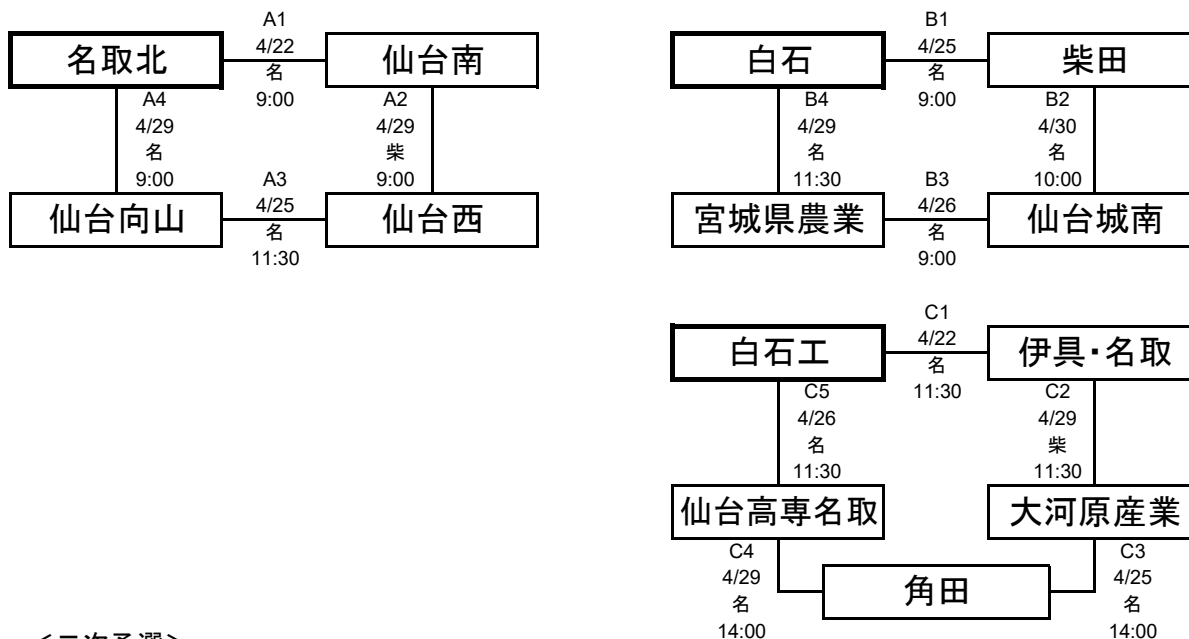 A1
4/22
名
9:00
名取北
仙台南
A4
4/29
名
9:00
A2
4/29
柴
9:00
A3
4/25
名
11:30
仙台向山
仙台西
B1
4/25
名
9:00
白石
柴田
B4
4/29
名
11:30
B2
4/30
名
10:00
B3
4/26
名
9:00
宮城県農業
仙台城南
C1
4/22
名
11:30
白石工
伊具・名取
C5
4/26
名
11:30
C2
4/29
柴
11:30
仙台高専名取
大河原産業
C4
4/29
名
14:00
角田
C3
4/25
名
14:00